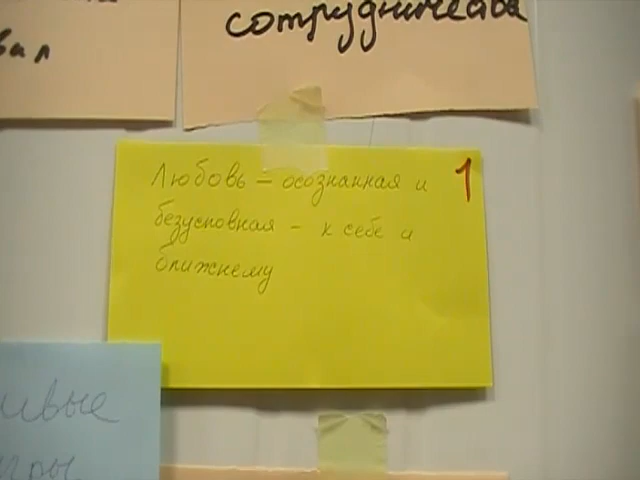 сотрудничества
Любовь – осознанная и
безусловная – к себе и
ближнему
1